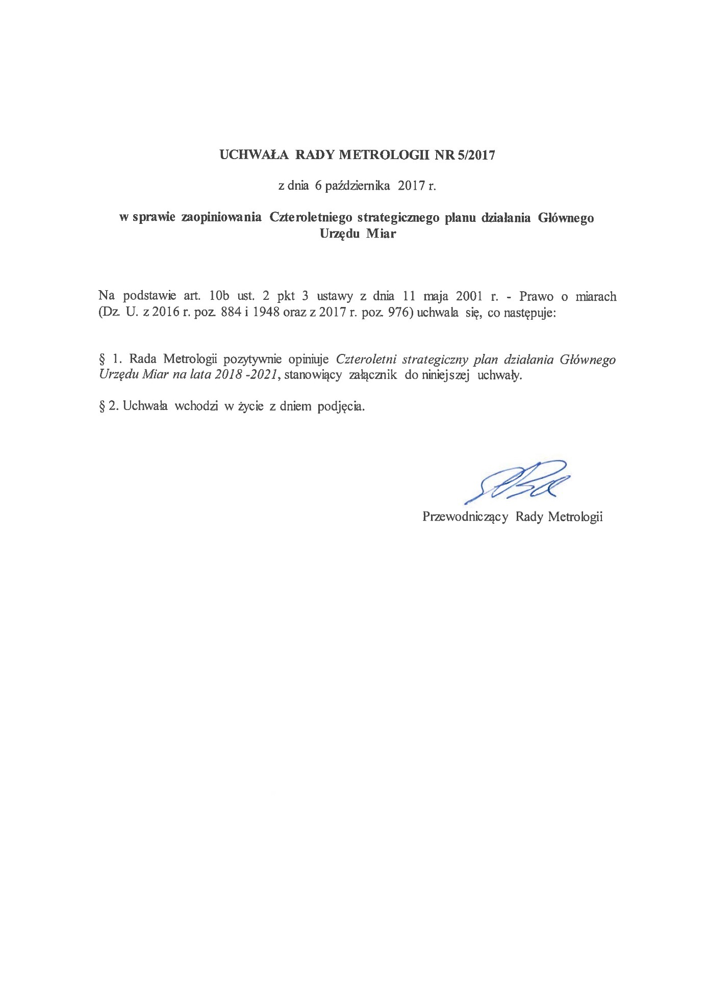 UCHWAŁA RADY METROLOGII NR 5/2017
z dnia 6 października 2017 r.
w sprawie zaopiniowania Czteroletniego strategicznego planu działania Głównego
Urzędu Miar
Na podstawie art. 10b ust. 2 pkt 3 ustawy z dnia 11 maja 2001 r. - Prawo o miarach
(Dz. U. z 2016 r. poz. 884 i 1948 oraz z 2017 r. poz. 976) uchwala się, co następuje:
§ 1. Rada Metrologii pozytywnie opiniuje Czteroletni strategiczny plan działania Głównego
Urzędu Miar na lata 2018 -2021, stanowiący załącznik do niniejszej uchwały.
§ 2. Uchwała wchodzi w życie z dniem podjęcia.
Przewodniczący Rady Metrologii